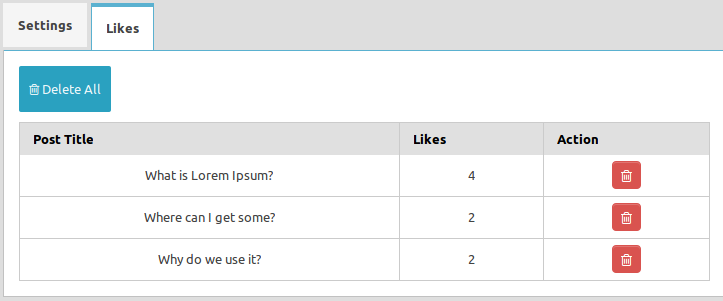 Settings Likes
Delete All
Post Title Likes Action
What is Lorem Ipsum? 4
Where can I get some? 2
Why do we use it? 2